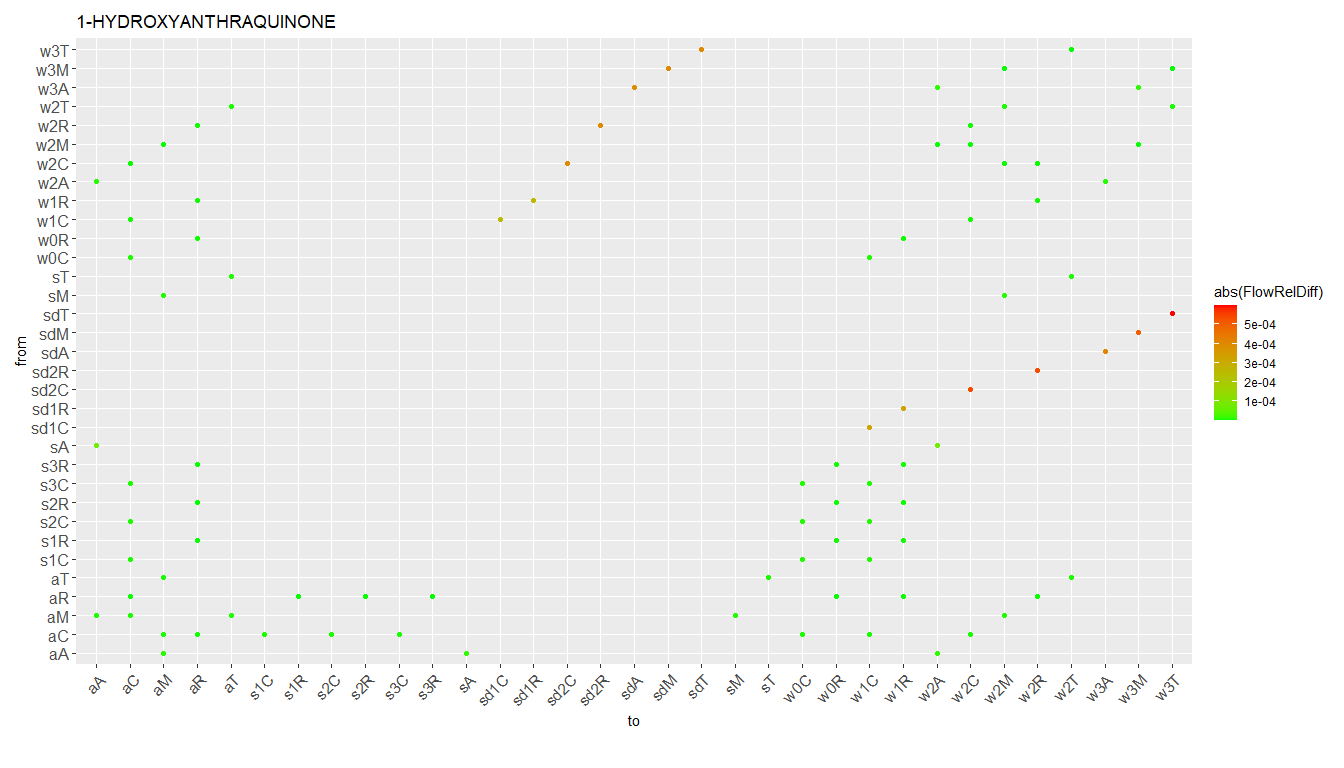 1-HYDROXYANTHRAQUINONE
w3T
w3M
w3A
w2T
w2R
w2M
w2C
w2A
w1R
w1C
w0R
w0C
sT
sM
sdT
sdM
sdA
sd2R
sd2C
sd1R
sd1C
sA
s3R
s3C
s2R
s2C
s1R
s1C
aT
aR
aM
aC
aA
from
aA aC aM aR aT s1C s1R s2C s2R s3C s3R sA sd1C sd1R sd2C sd2R sdA sdM sdT sM sT w0C w0R w1C w1R w2A w2C w2M w2R w2T w3A w3M w3T
to
abs(FlowRelDiff)
5e-04
4e-04
3e-04
2e-04
1e-04